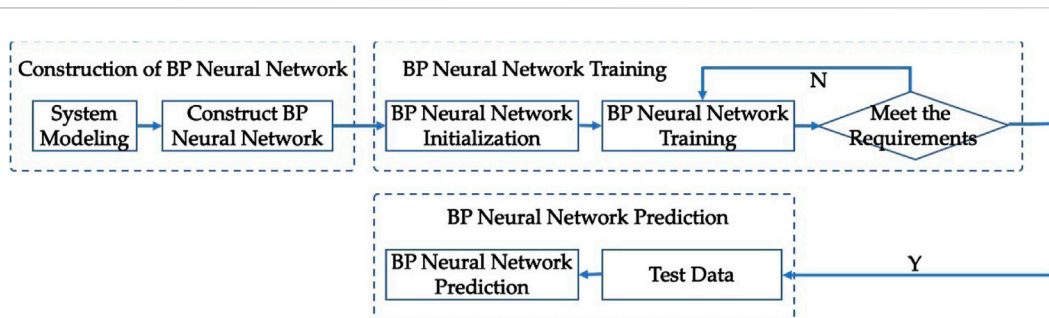 Construction of BP Neural Network
System
Modeling
Construct BP
Neural Network
BP Neural Network Training
BP Neural Network
Initialization
BP Neural Network
Training
N
Meet the
Requirements
BP Neural Network Prediction
BP Neural Network
Prediction
Test Data
Y